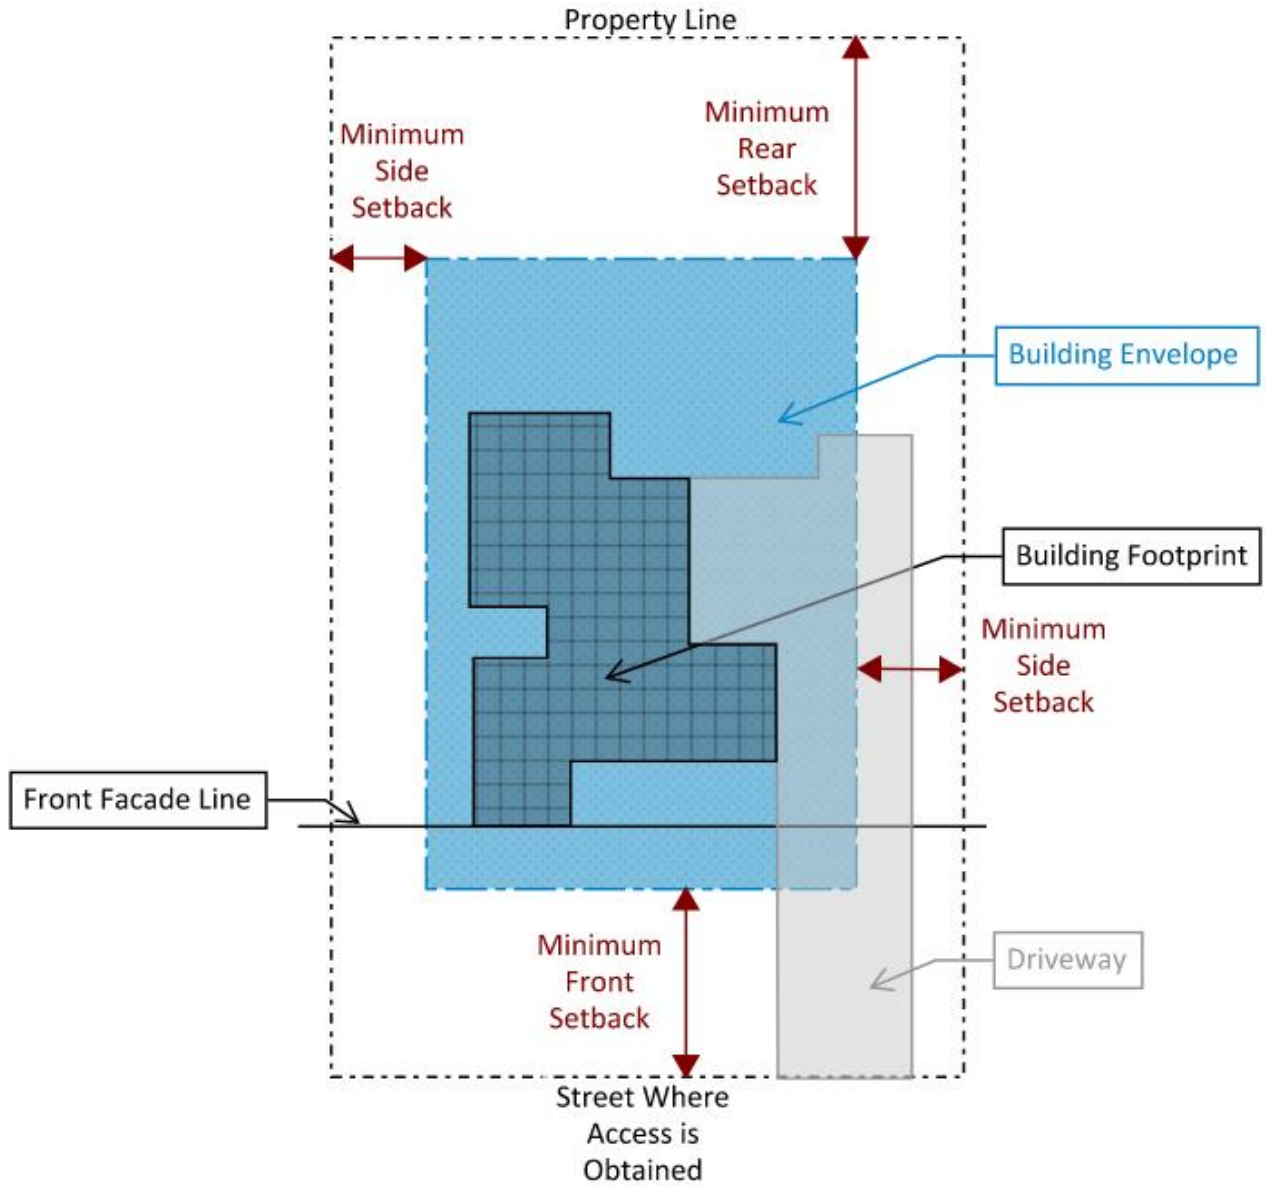 Property Line
Minimum
Side
Setback
Minimum
Rear
Setback
Building Envelope
Building Footprint
Minimum
Side
Setback
Front Facade Line
Minimum
Front
Setback
Driveway
Street Where
Access is
Obtained